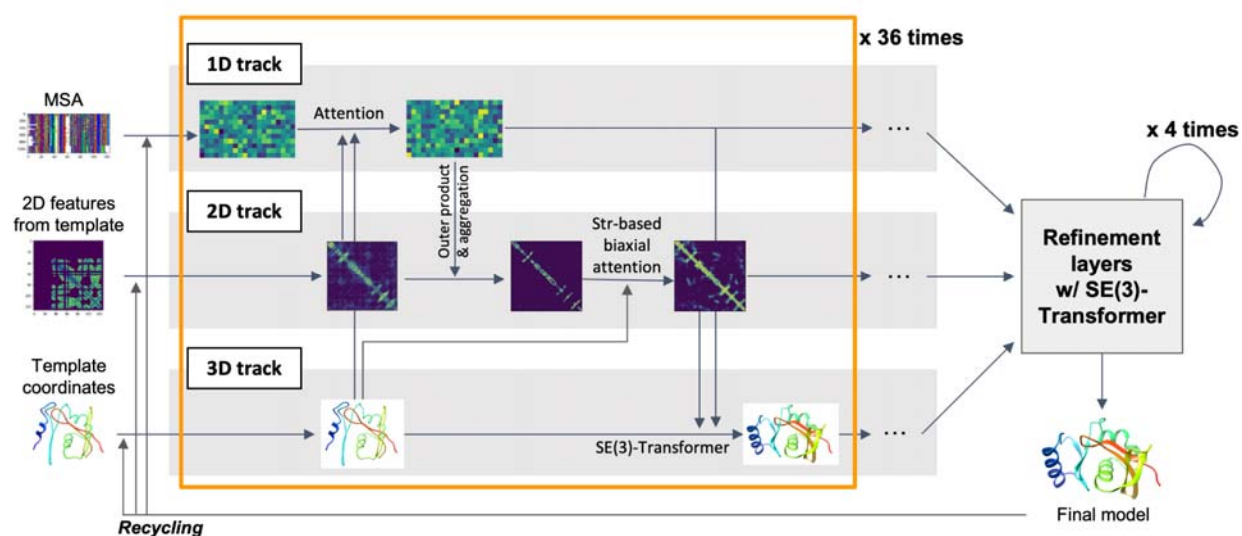 x 36 times
1D track
MSA
Attention
...
x 4 times
Outer product
& aggregation
2D track
2D features
from template
Str-based
biaxial
attention
...
Refinement
layers
w/ SE(3)-
Transformer
3D track
Template
coordinates
SE(3)-Transformer
...
Final model
Recycling